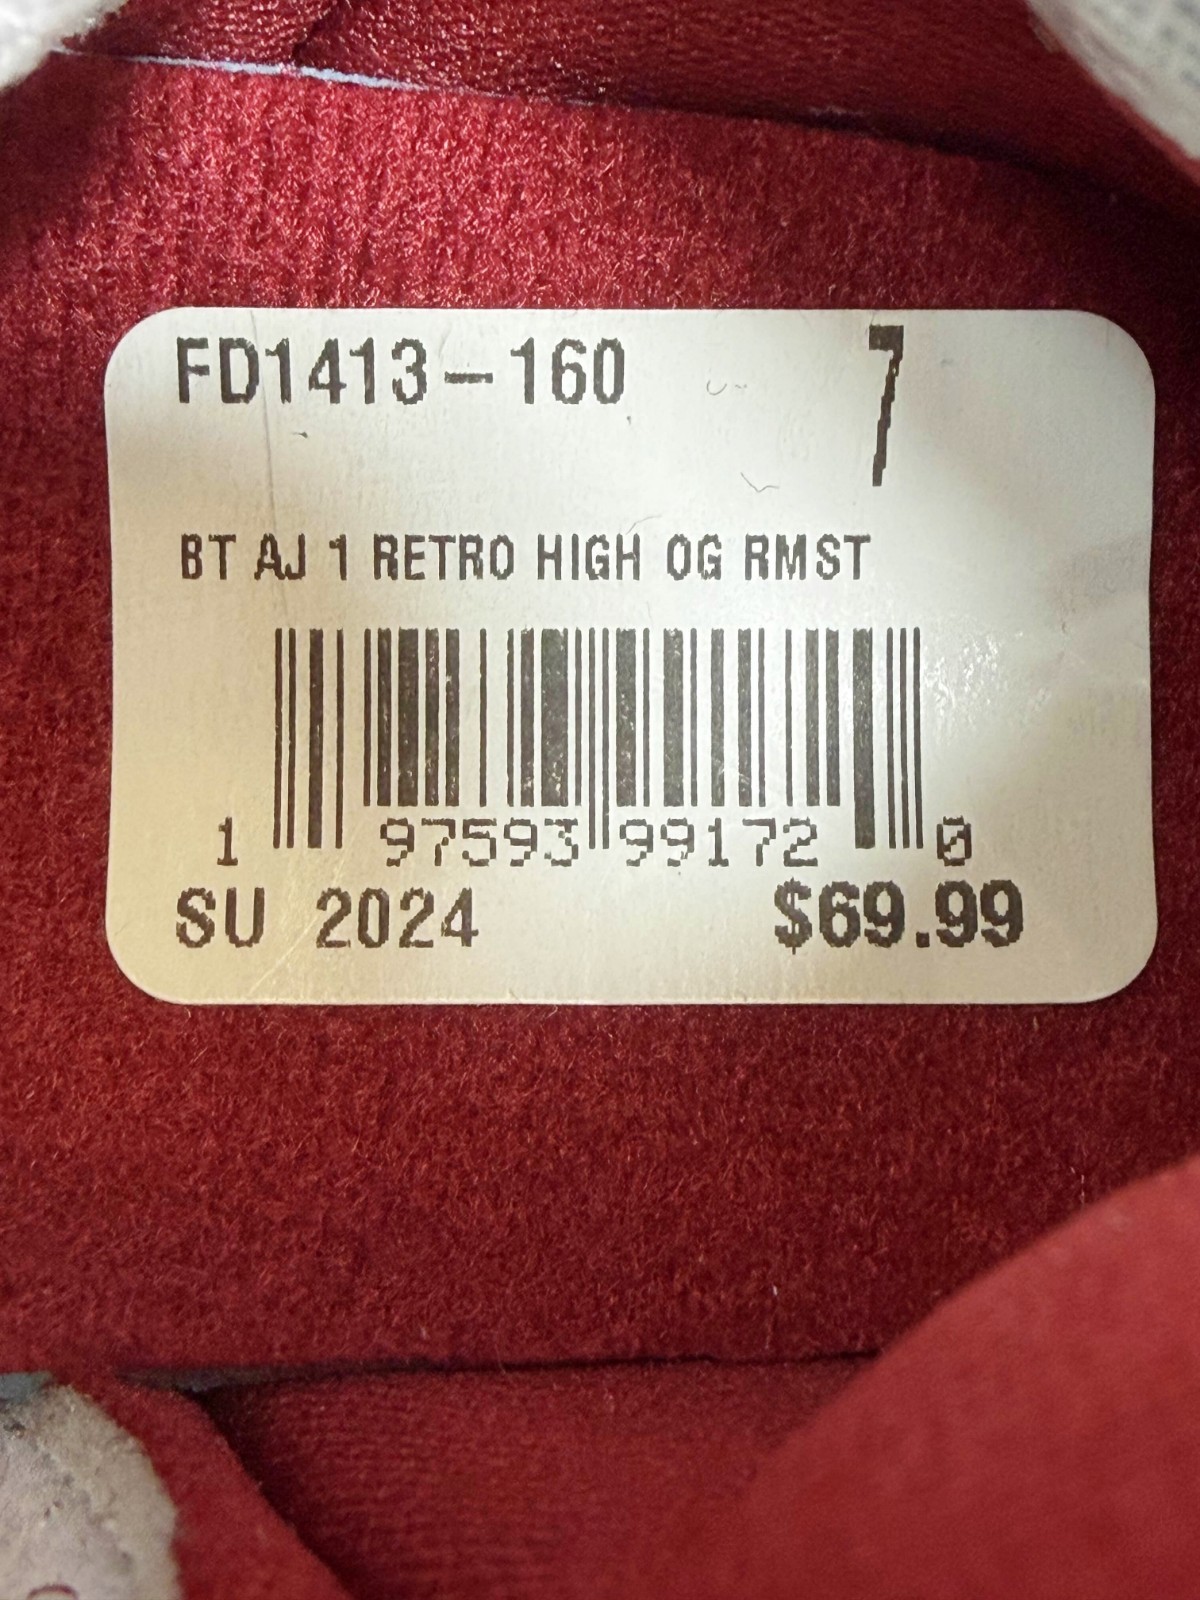 FD1413-160 7
BT AJ 1 RETRO HIGH OG RMST
1 97593 99172 0
SU 2024 $69.99